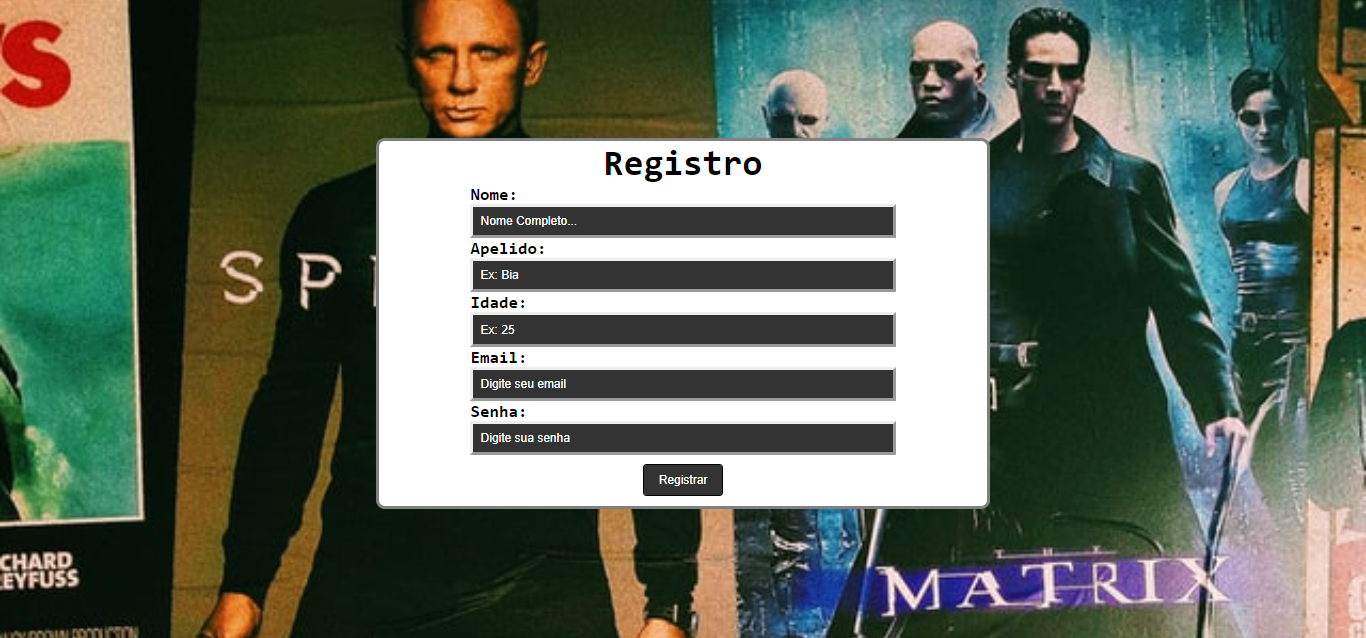 Registro
Nome:
Nome Completo...
Apelido:
Ex: Bia
Idade:
Ex: 25
Email:
Digite seu email
Senha:
Digite sua senha
Registrar
SP
CHARD
EYFUSS
THE
MATRIX